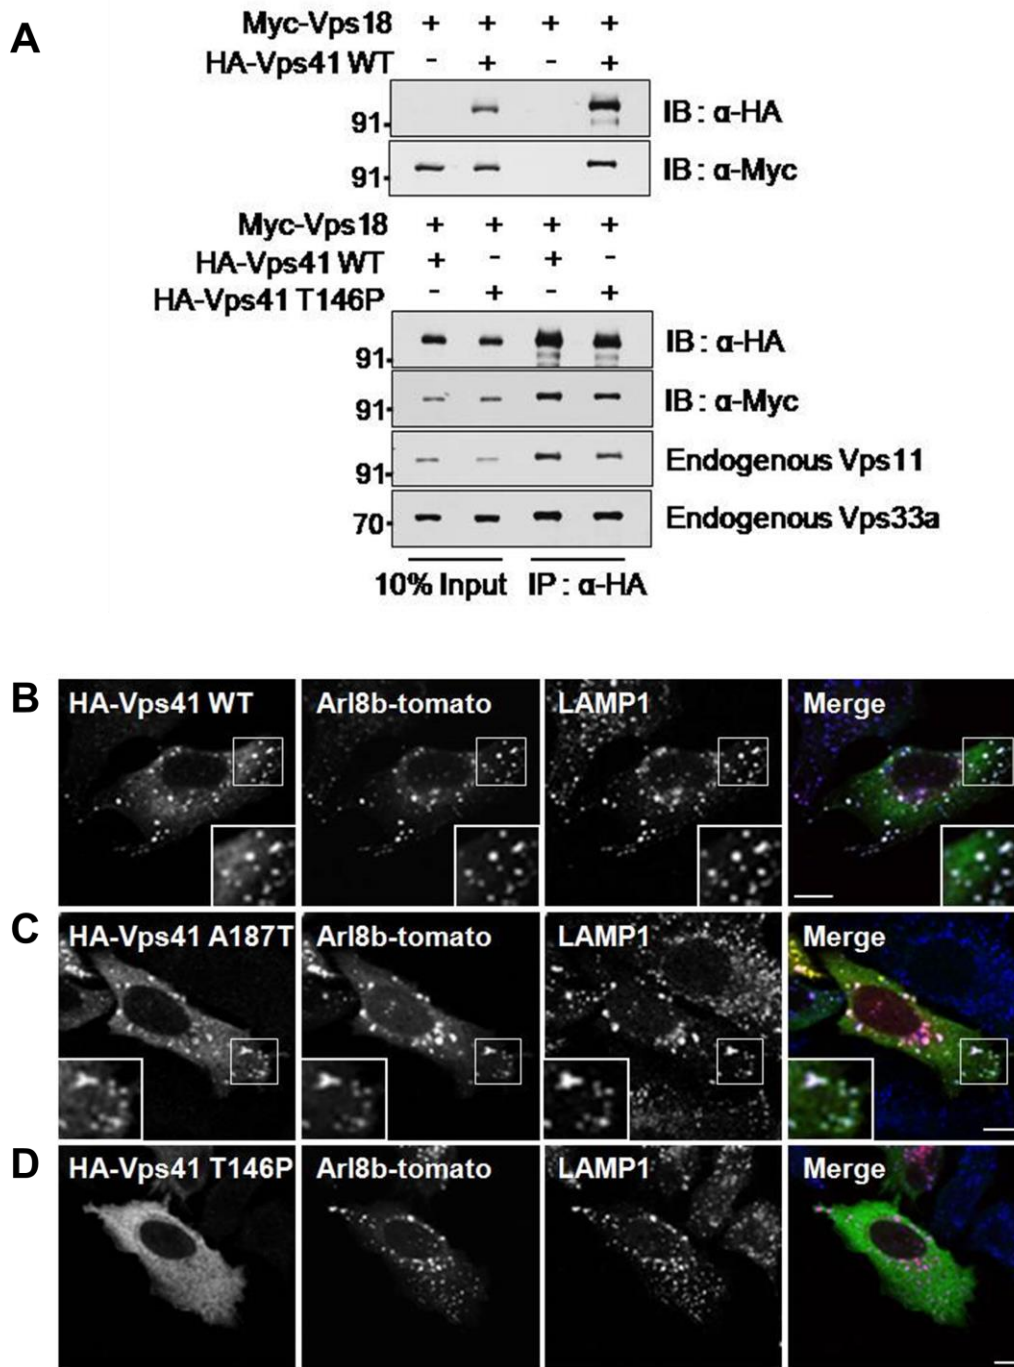 A
Myc-Vps18 + + + +
HA-Vps41 WT - + - +
91- IB : α-HA
91- IB : α-Myc
Myc-Vps18 + + + +
HA-Vps41 WT + - + -
HA-Vps41 T146P - + - +
91- IB : α-HA
91- IB : α-Myc
91- Endogenous Vps11
70- Endogenous Vps33a
10% Input IP : α-HA
B HA-Vps41 WT Arl8b-tomato LAMP1 Merge
C HA-Vps41 A187T Arl8b-tomato LAMP1 Merge
D HA-Vps41 T146P Arl8b-tomato LAMP1 Merge